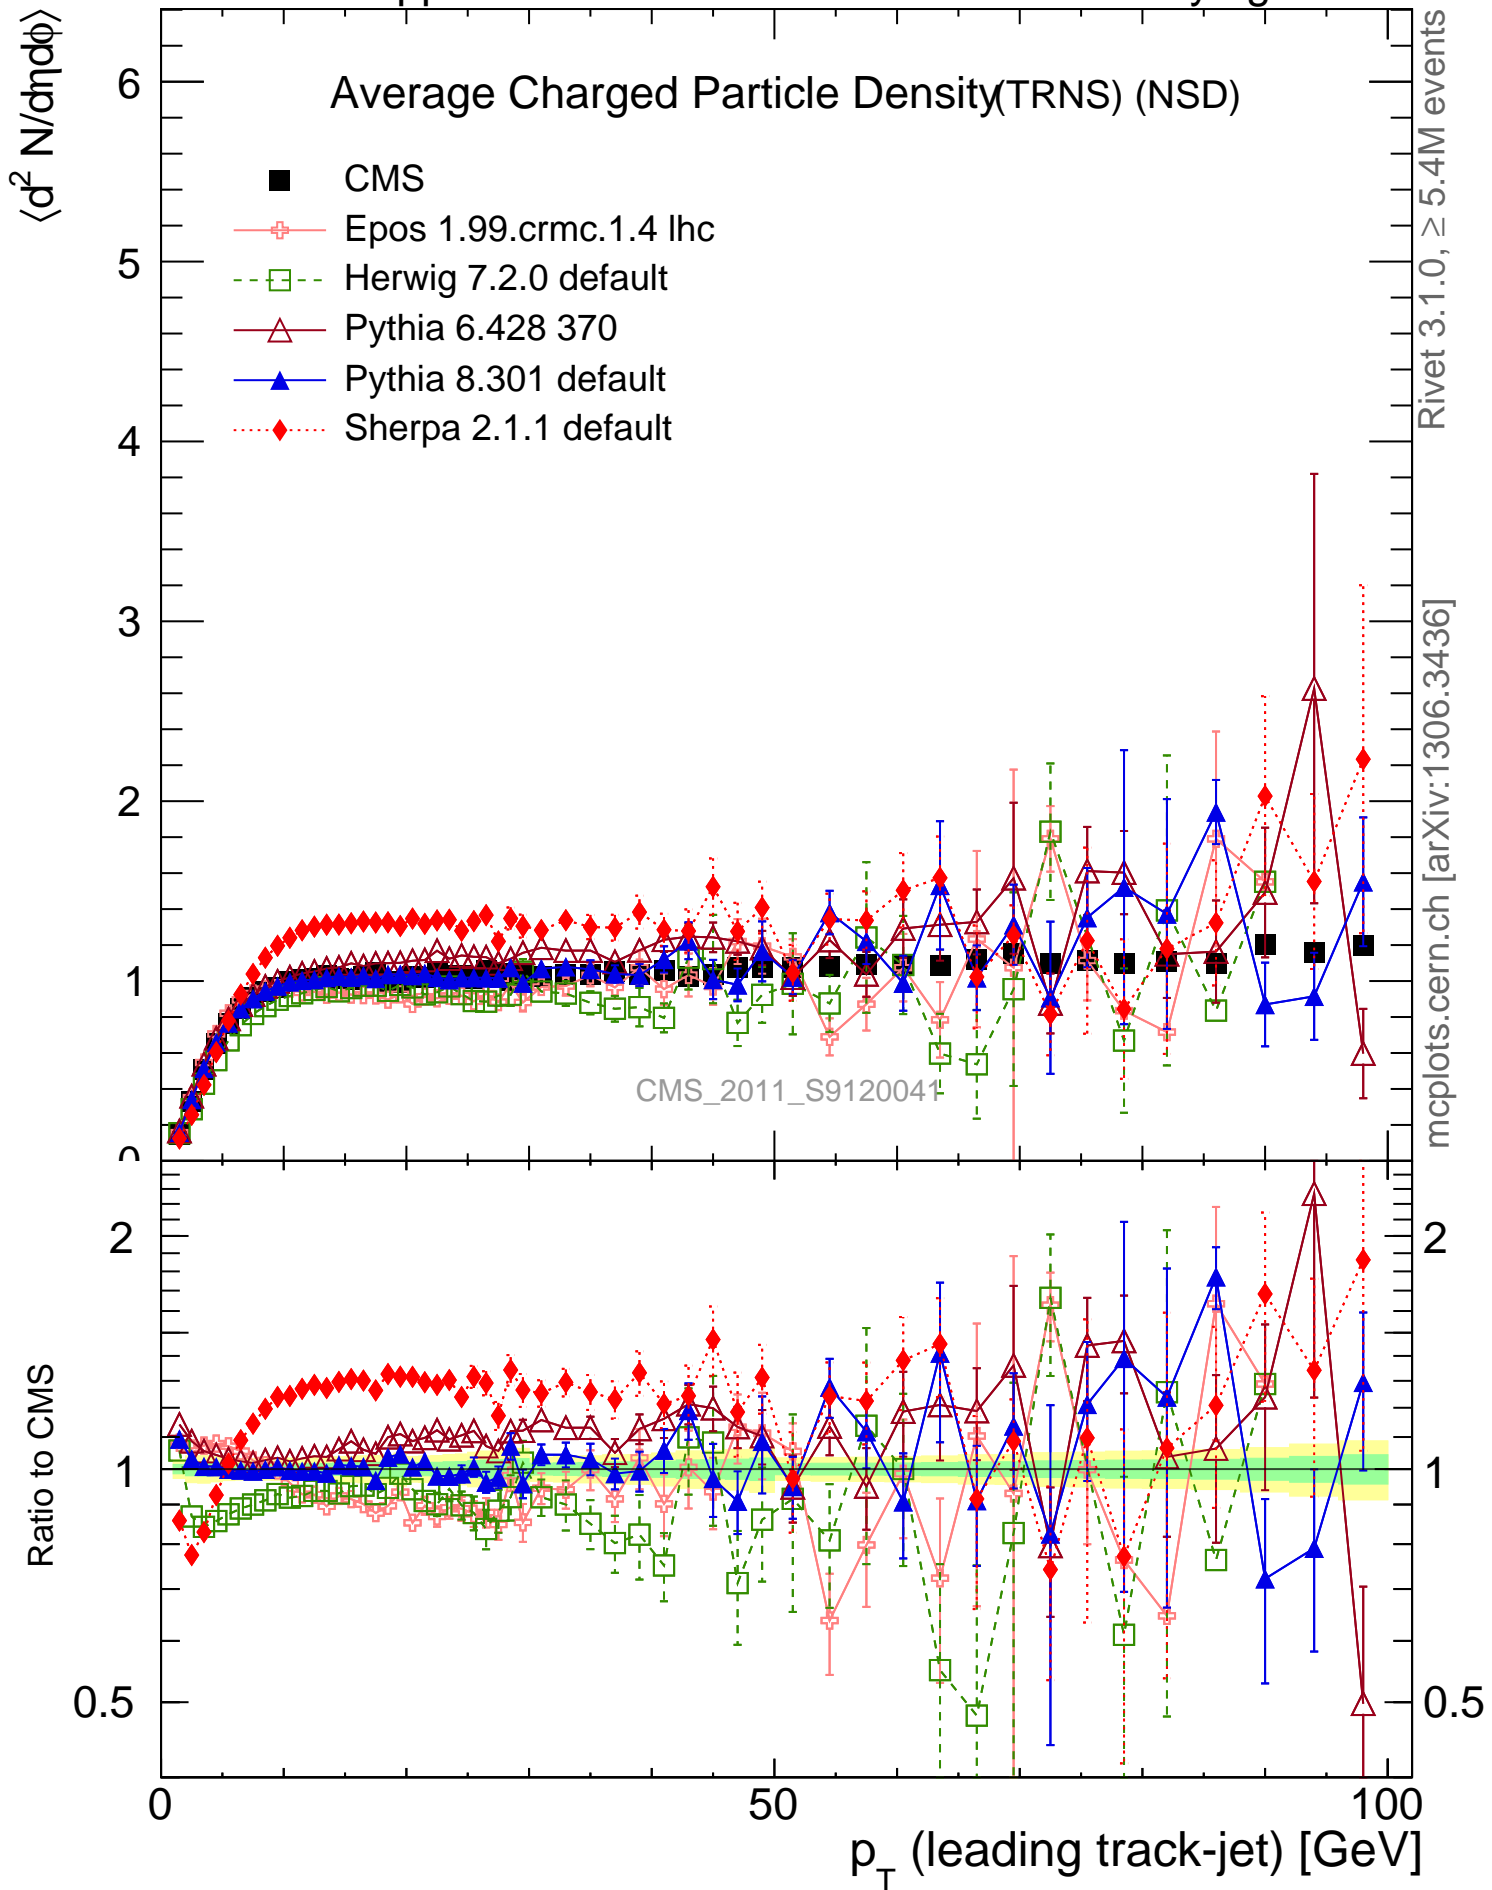 ⟨d² N/dηdϕ⟩
Average Charged Particle Density (TRNS) (NSD)
CMS
Epos 1.99.crmc.1.4 lhc
Herwig 7.2.0 default
Pythia 6.428 370
Pythia 8.301 default
Sherpa 2.1.1 default
6
5
4
3
2
1
0
CMS_2011_S9120041
Rivet 3.1.0, ≥ 5.4M events
mcplots.cern.ch [arXiv:1306.3436]
Ratio to CMS
2
1
0.5
2
1
0.5
0
50
100
p_T (leading track-jet) [GeV]